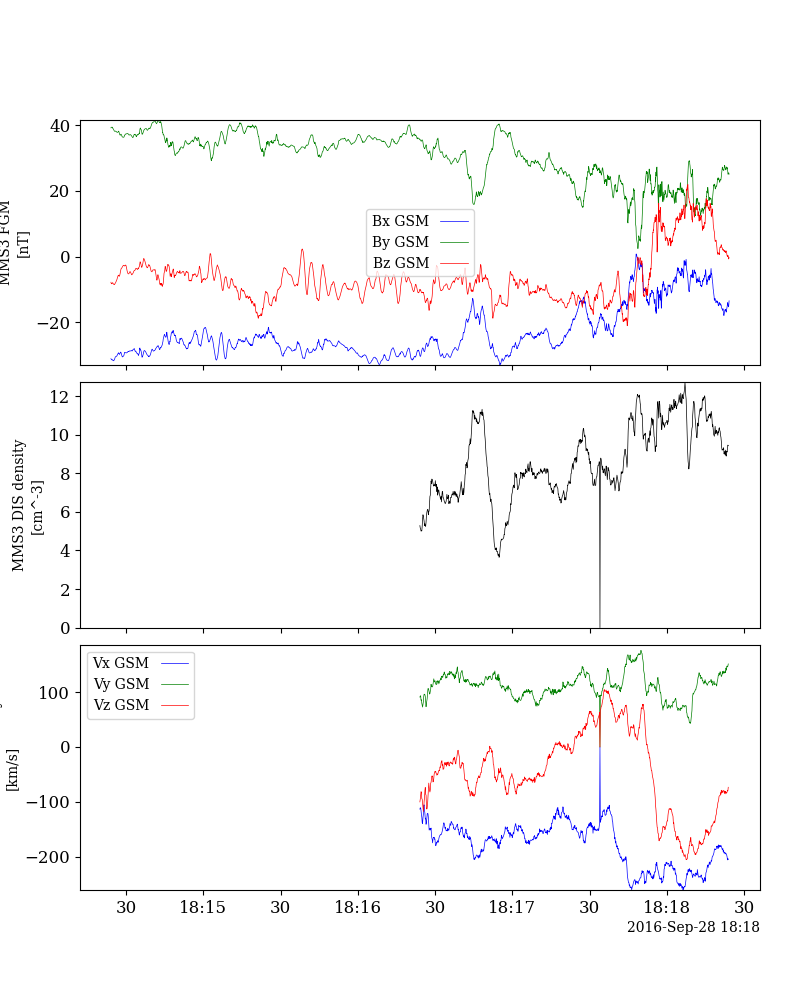 40
20
0
−20
MMS3 FGM
[nT]
Bx GSM
By GSM
Bz GSM
12
10
8
6
4
2
0
MMS3 DIS density
[cm^-3]
Vx GSM
Vy GSM
Vz GSM
100
0
−100
−200
[km/s]
30 18:15 30 18:16 30 18:17 30 18:18 30
2016-Sep-28 18:18